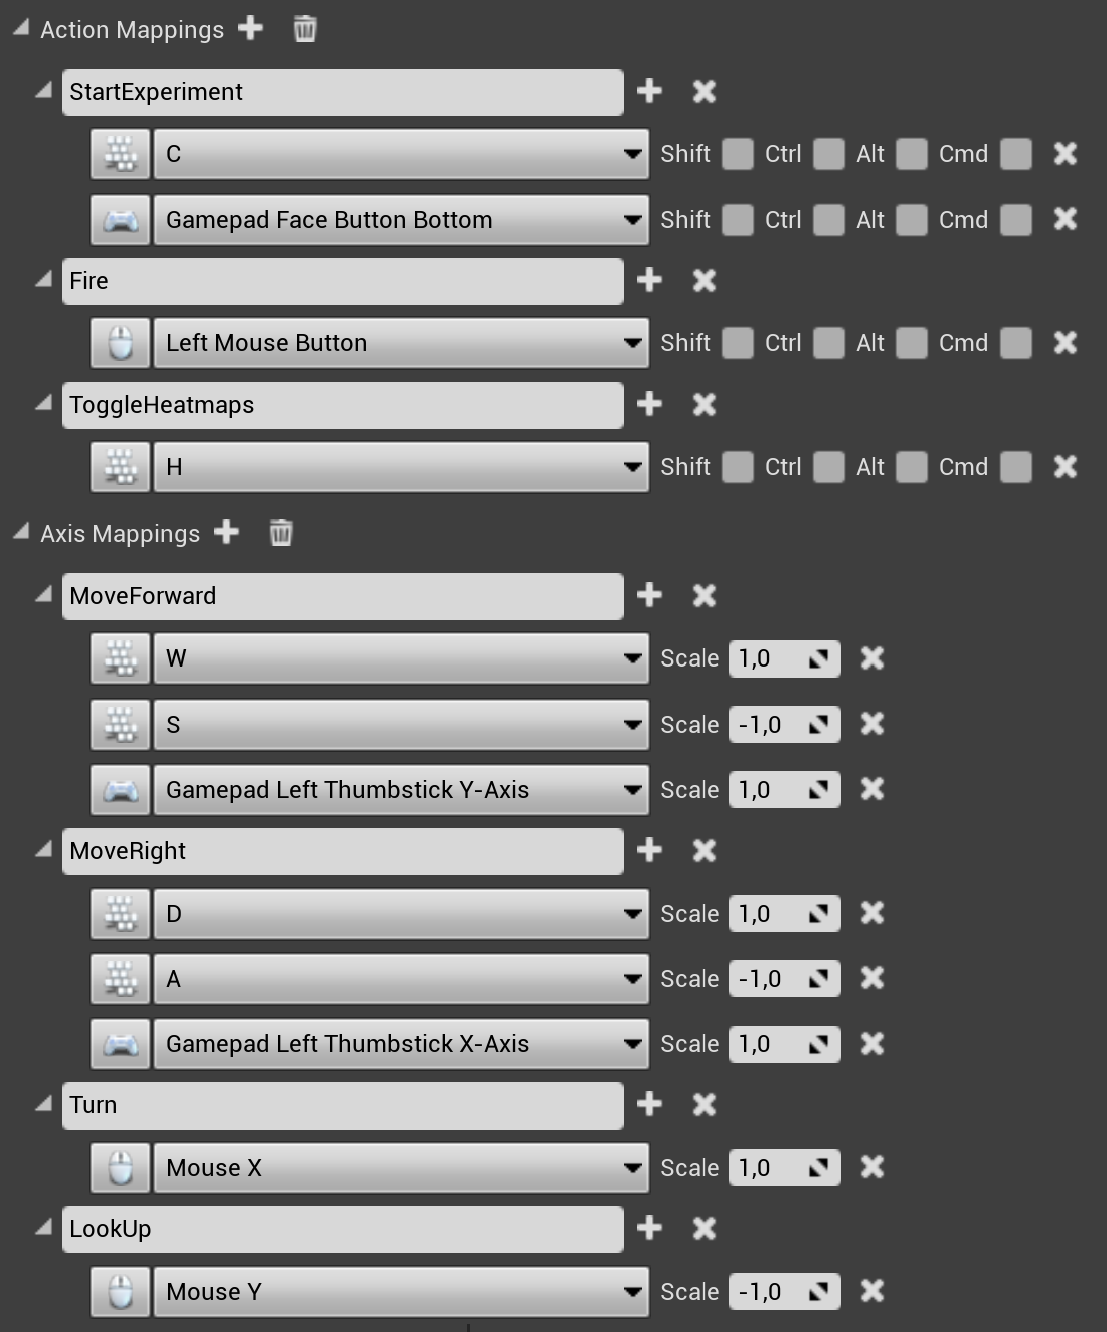 Action Mappings
StartExperiment
C Shift Ctrl Alt Cmd
Gamepad Face Button Bottom Shift Ctrl Alt Cmd
Fire
Left Mouse Button Shift Ctrl Alt Cmd
ToggleHeatmaps
H Shift Ctrl Alt Cmd
Axis Mappings
MoveForward
W Scale 1,0
S Scale -1,0
Gamepad Left Thumbstick Y-Axis Scale 1,0
MoveRight
D Scale 1,0
A Scale -1,0
Gamepad Left Thumbstick X-Axis Scale 1,0
Turn
Mouse X Scale 1,0
LookUp
Mouse Y Scale -1,0